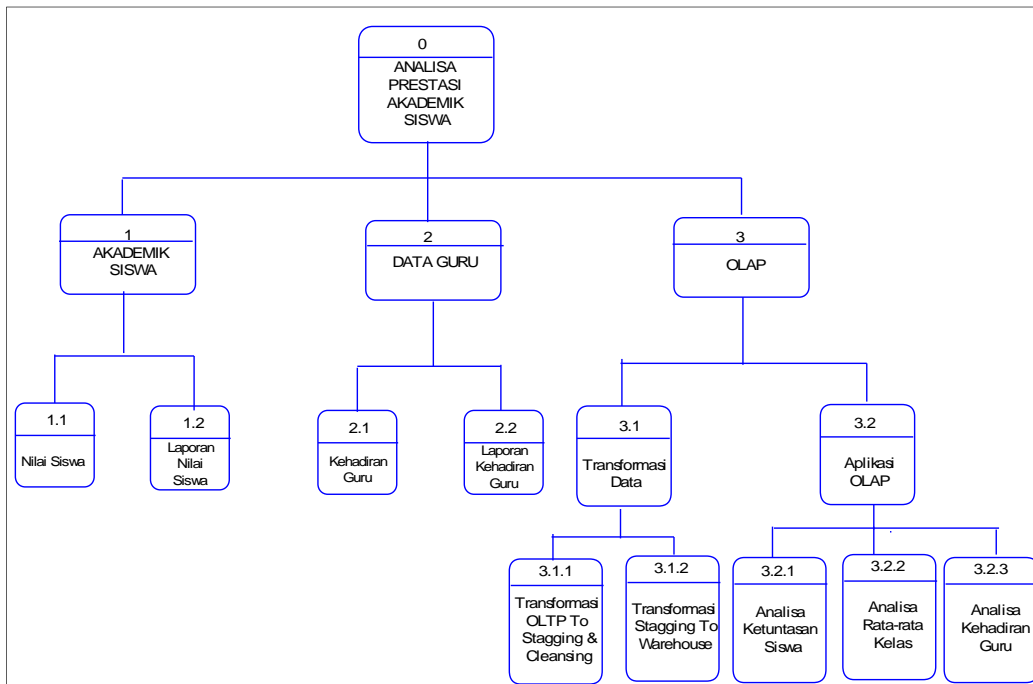 0
ANALISA
PRESTASI
AKADEMIK
SISWA
1
AKADEMIK
SISWA
2
DATA GURU
3
OLAP
1.1
Nilai Siswa
1.2
Laporan
Nilai
Siswa
2.1
Kehadiran
Guru
2.2
Laporan
Kehadiran
Guru
3.1
Transformasi
Data
3.2
Aplikasi
OLAP
3.1.1
Transformasi
OLTP To
Stagging &
Cleansing
3.1.2
Transformasi
Stagging To
Warehouse
3.2.1
Analisa
Ketuntasan
Siswa
3.2.2
Analisa
Rata-rata
Kelas
3.2.3
Analisa
Kehadiran
Guru